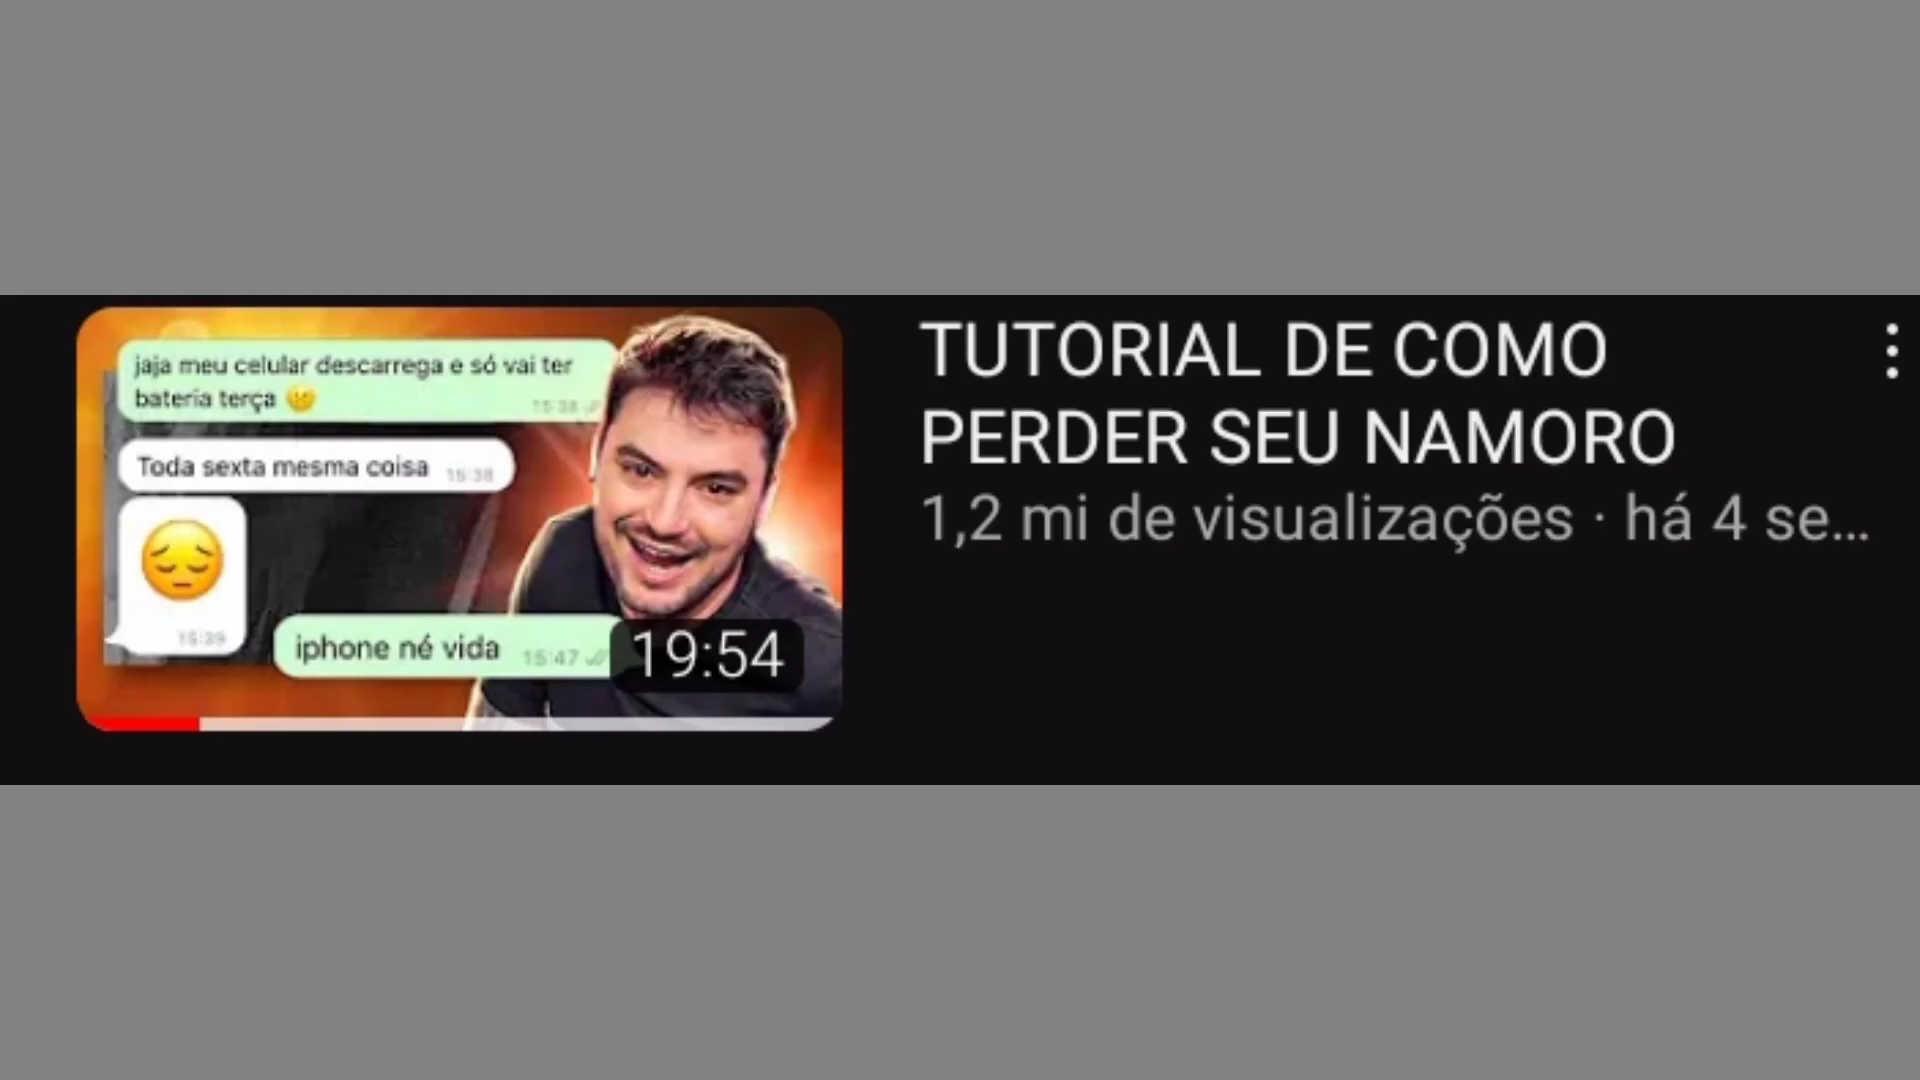 jaja meu celular descarrega e só vai ter
bateria terça 🫤
15:38
Toda sexta mesma coisa 15:38
😔
15:39
iphone né vida 15:47
19:54
TUTORIAL DE COMO
PERDER SEU NAMORO
1,2 mi de visualizações · há 4 se...